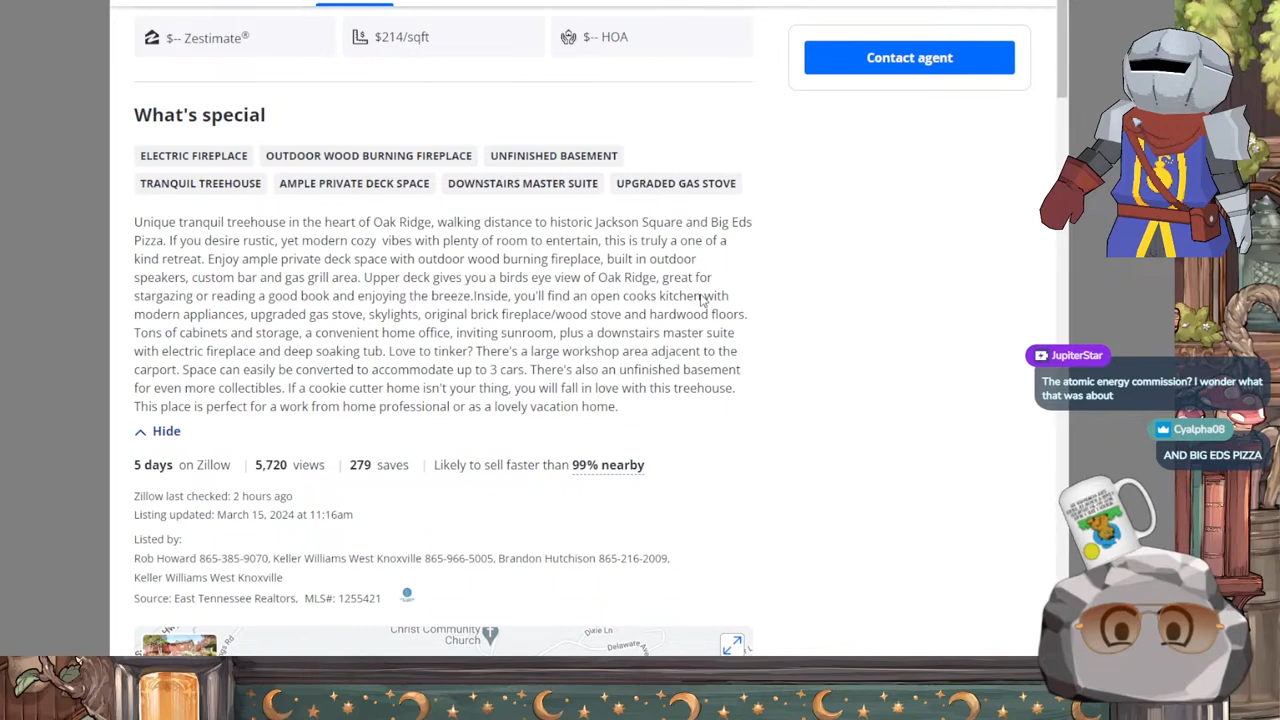 $-- Zestimate®
$214/sqft
$-- HOA
Contact agent
What's special
ELECTRIC FIREPLACE
OUTDOOR WOOD BURNING FIREPLACE
UNFINISHED BASEMENT
TRANQUIL TREEHOUSE
AMPLE PRIVATE DECK SPACE
DOWNSTAIRS MASTER SUITE
UPGRADED GAS STOVE
Unique tranquil treehouse in the heart of Oak Ridge, walking distance to historic Jackson Square and Big Eds
Pizza. If you desire rustic, yet modern cozy vibes with plenty of room to entertain, this is truly a one of a
kind retreat. Enjoy ample private deck space with outdoor wood burning fireplace, built in outdoor
speakers, custom bar and gas grill area. Upper deck gives you a birds eye view of Oak Ridge, great for
stargazing or reading a good book and enjoying the breeze.Inside, you'll find an open cooks kitchen with
modern appliances, upgraded gas stove, skylights, original brick fireplace/wood stove and hardwood floors.
Tons of cabinets and storage, a convenient home office, inviting sunroom, plus a downstairs master suite
with electric fireplace and deep soaking tub. Love to tinker? There's a large workshop area adjacent to the
carport. Space can easily be converted to accommodate up to 3 cars. There's also an unfinished basement
for even more collectibles. If a cookie cutter home isn't your thing, you will fall in love with this treehouse.
This place is perfect for a work from home professional or as a lovely vacation home.
Hide
5 days on Zillow
5,720 views
279 saves
Likely to sell faster than 99% nearby
Zillow last checked: 2 hours ago
Listing updated: March 15, 2024 at 11:16am
Listed by:
Rob Howard 865-385-9070, Keller Williams West Knoxville 865-966-5005, Brandon Hutchison 865-216-2009,
Keller Williams West Knoxville
Source: East Tennessee Realtors, MLS#: 1255421
Christ Community
Church
Dixie Ln
JupiterStar
The atomic energy commission? I wonder what
that was about
Cyalpha08
AND BIG EDS PIZZA